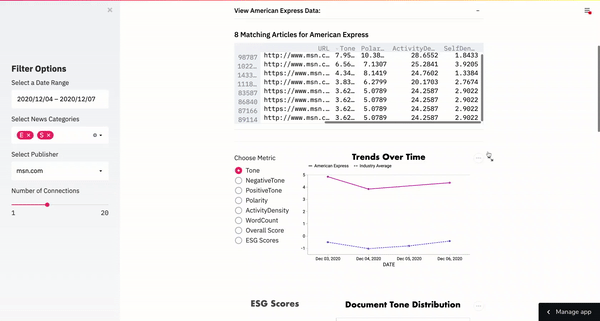 ×
Filter Options
Select a Date Range
2020/12/04 – 2020/12/07
Select News Categories
E × S ×
Select Publisher
msn.com
Number of Connections
1 20
View American Express Data:
8 Matching Articles for American Express
URL Tone Polar… ActivityDe… SelfDen…
98787 http://www.msn.c… 7.95… 10.38… 28.6552 1.8433
1022… http://www.msn.c… 6.56… 7.1307 25.2841 3.9205
1433… http://www.msn.c… 4.34… 8.1419 24.7602 1.3384
1118… http://www.msn.c… 3.83… 6.2799 20.1703 2.7674
83587 https://www.msn.… 3.62… 5.0789 24.2587 2.9022
86840 https://www.msn.… 3.62… 5.0789 24.2587 2.9022
87166 https://www.msn.… 3.62… 5.0789 24.2587 2.9022
89114 https://www.msn.… 3.62… 5.0789 24.2587 2.9022
Choose Metric
Tone
NegativeTone
PositiveTone
Polarity
ActivityDensity
WordCount
Overall Score
ESG Scores
Trends Over Time
American Express Industry Average
5
4
3
2
1
0
-1
Dec 03, 2020 Dec 04, 2020 Dec 05, 2020 Dec 06, 2020
DATE
ESG Scores
Document Tone Distribution
Manage app